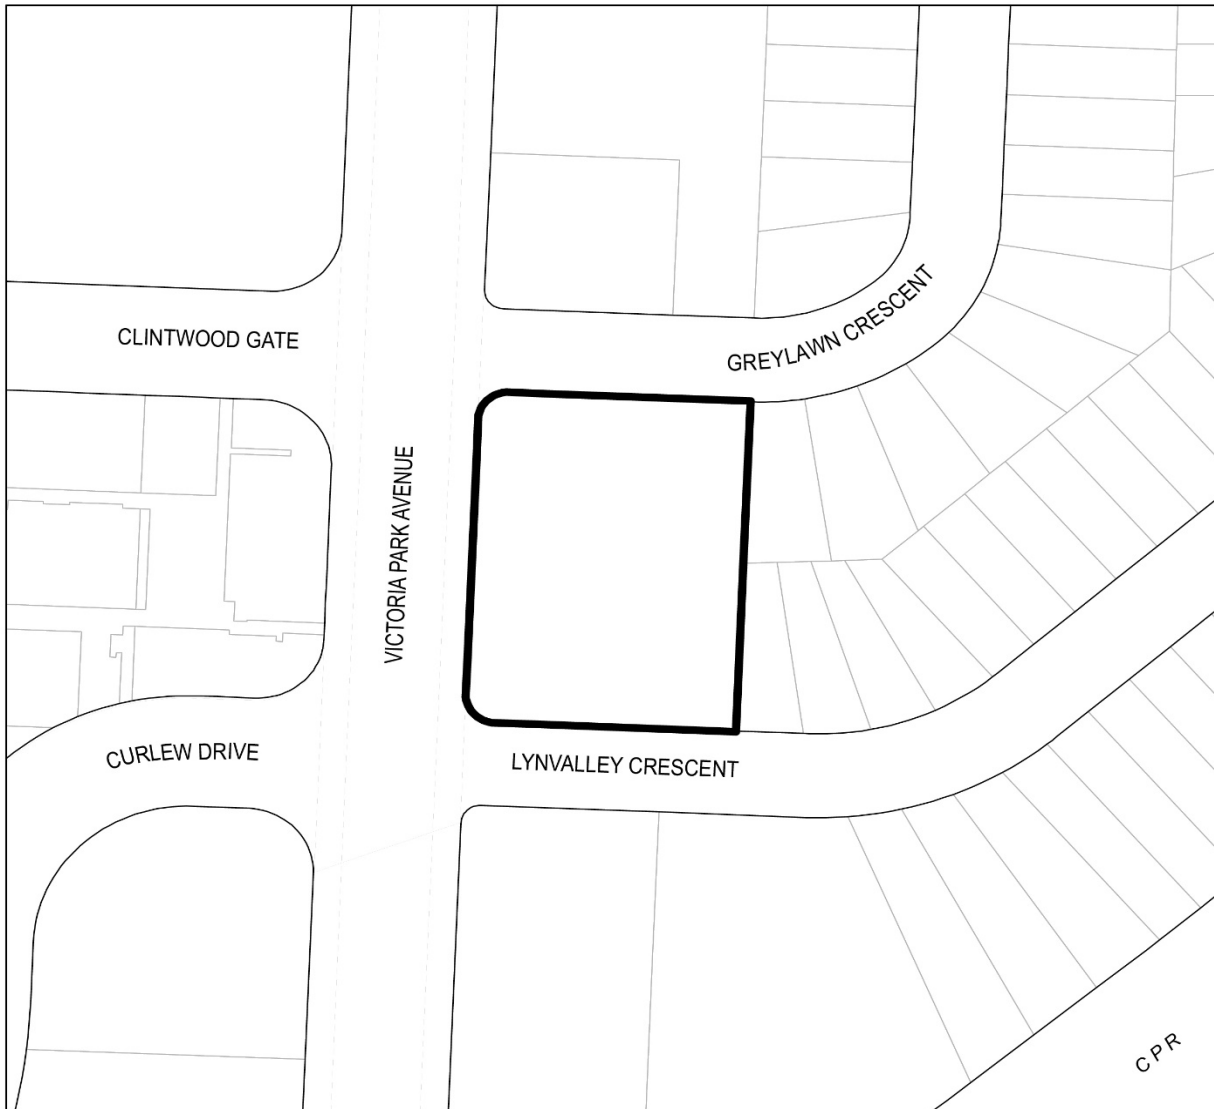 CLINTWOOD GATE
GREYLAWN CRESCENT
VICTORIA PARK AVENUE
CURLEW DRIVE
LYNVALLEY CRESCENT
CPR